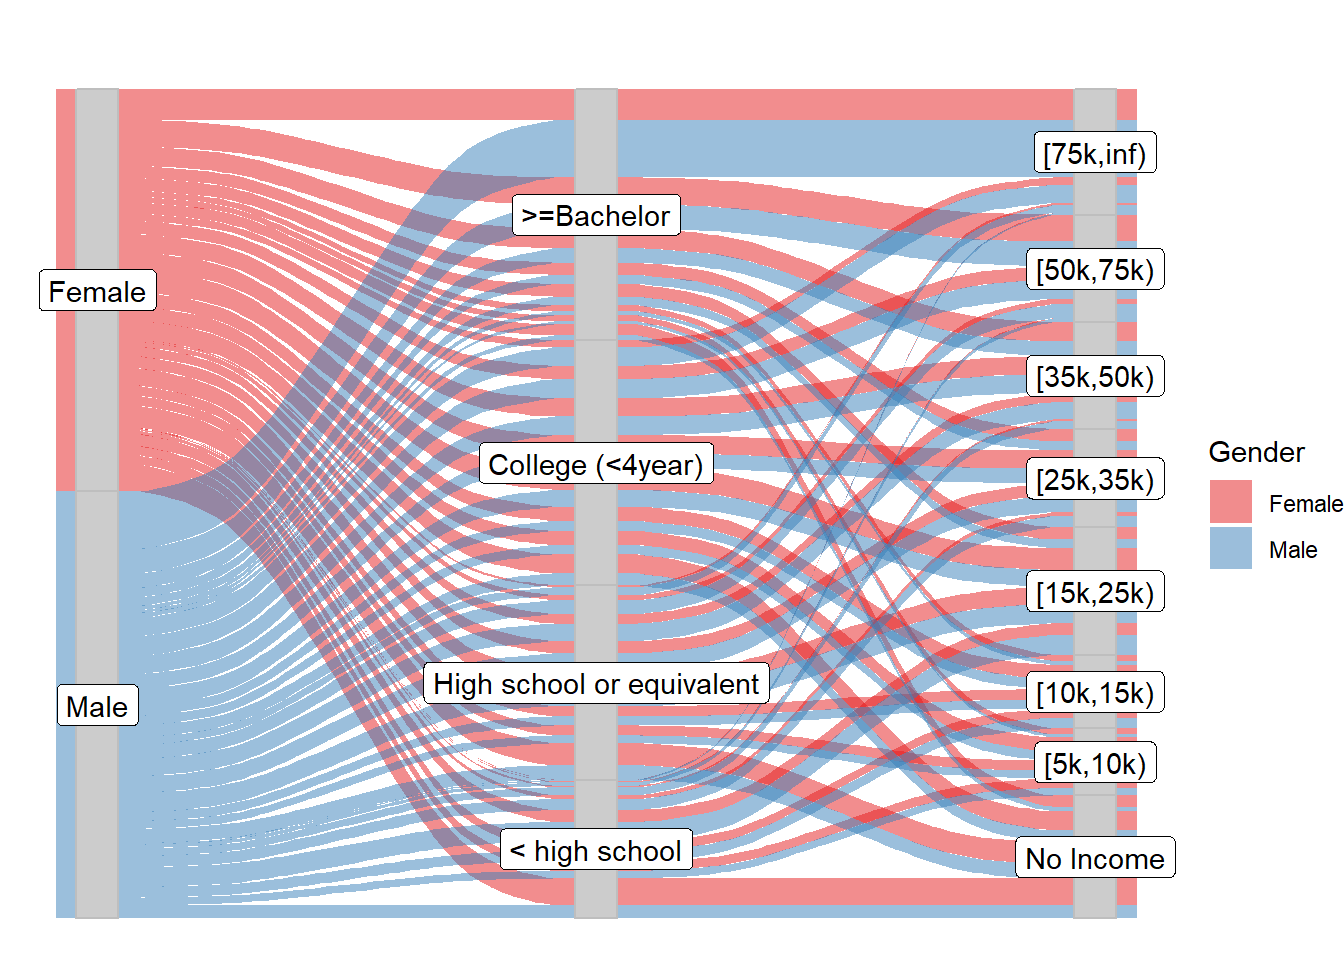 Female
Male
>=Bachelor
College (<4year)
High school or equivalent
< high school
[75k,inf)
[50k,75k)
[35k,50k)
[25k,35k)
[15k,25k)
[10k,15k)
[5k,10k)
No Income
Gender
Female
Male